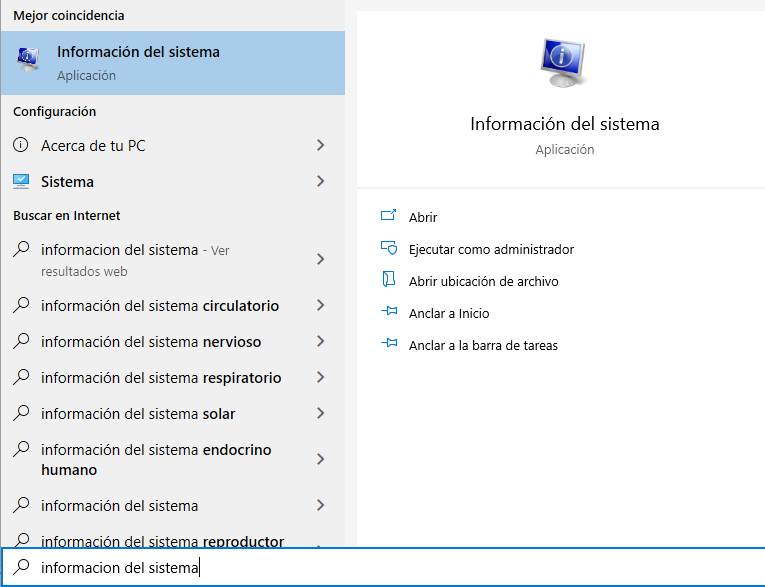 Mejor coincidencia
Información del sistema
Aplicación
Configuración
Acerca de tu PC
Sistema
Buscar en Internet
informacion del sistema - Ver
resultados web
información del sistema circulatorio
información del sistema nervioso
información del sistema respiratorio
información del sistema solar
información del sistema endocrino
humano
información del sistema
información del sistema reproductor
informacion del sistema
Información del sistema
Aplicación
Abrir
Ejecutar como administrador
Abrir ubicación de archivo
Anclar a Inicio
Anclar a la barra de tareas